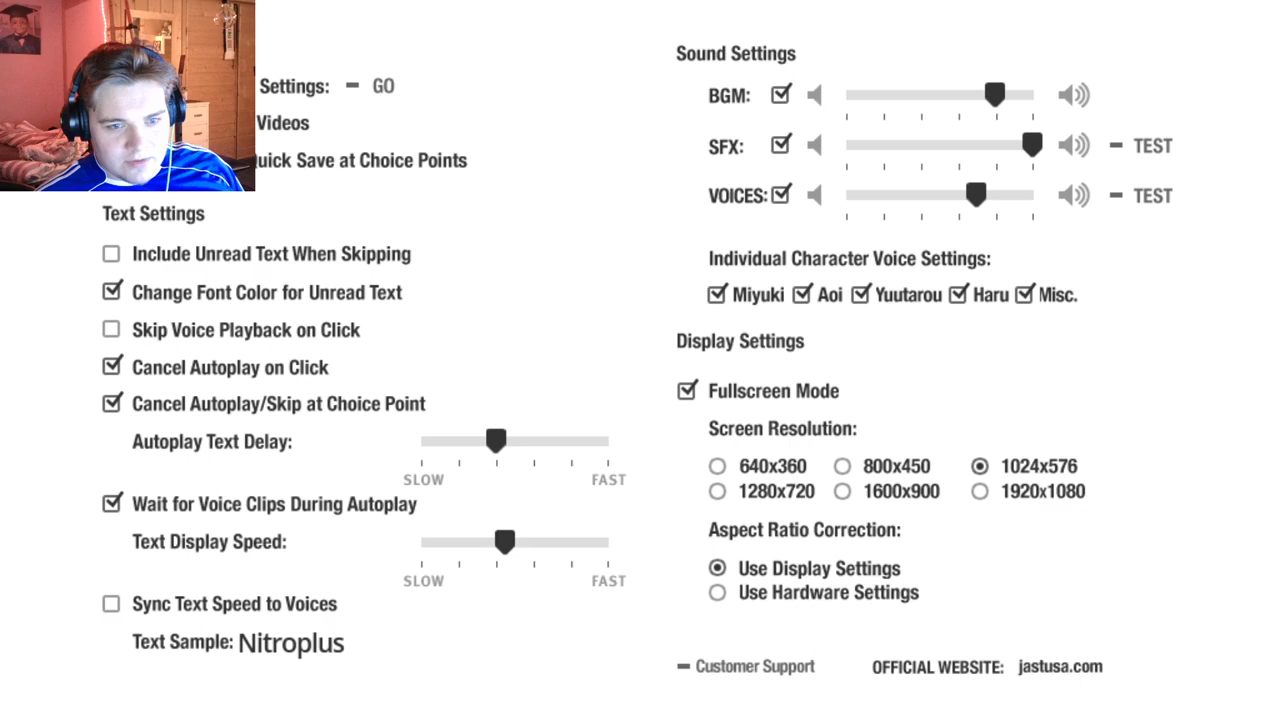 Settings: GO
Videos
uick Save at Choice Points
Text Settings
Include Unread Text When Skipping
Change Font Color for Unread Text
Skip Voice Playback on Click
Cancel Autoplay on Click
Cancel Autoplay/Skip at Choice Point
Autoplay Text Delay:
SLOW FAST
Wait for Voice Clips During Autoplay
Text Display Speed:
SLOW FAST
Sync Text Speed to Voices
Text Sample: Nitroplus
Sound Settings
BGM:
SFX: TEST
VOICES: TEST
Individual Character Voice Settings:
Miyuki Aoi Yuutarou Haru Misc.
Display Settings
Fullscreen Mode
Screen Resolution:
640x360 800x450 1024x576
1280x720 1600x900 1920x1080
Aspect Ratio Correction:
Use Display Settings
Use Hardware Settings
Customer Support OFFICIAL WEBSITE: jastusa.com